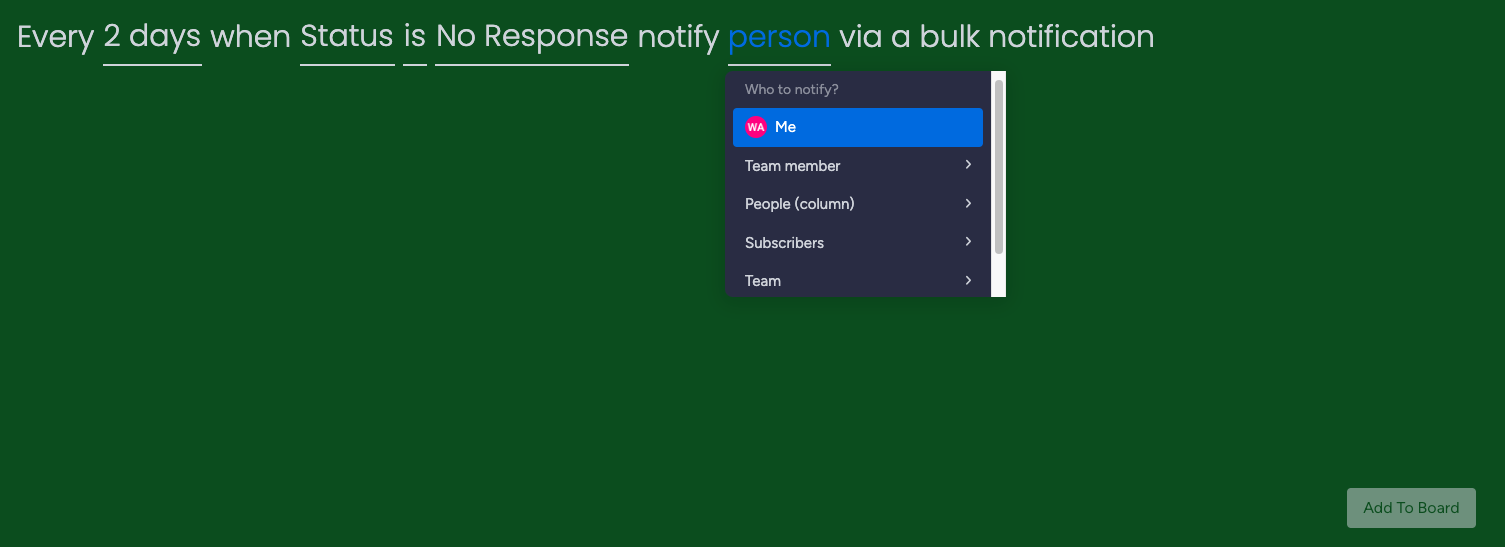 Every 2 days when Status is No Response notify person via a bulk notification
Who to notify?
WA Me
Team member
People (column)
Subscribers
Team
Add To Board